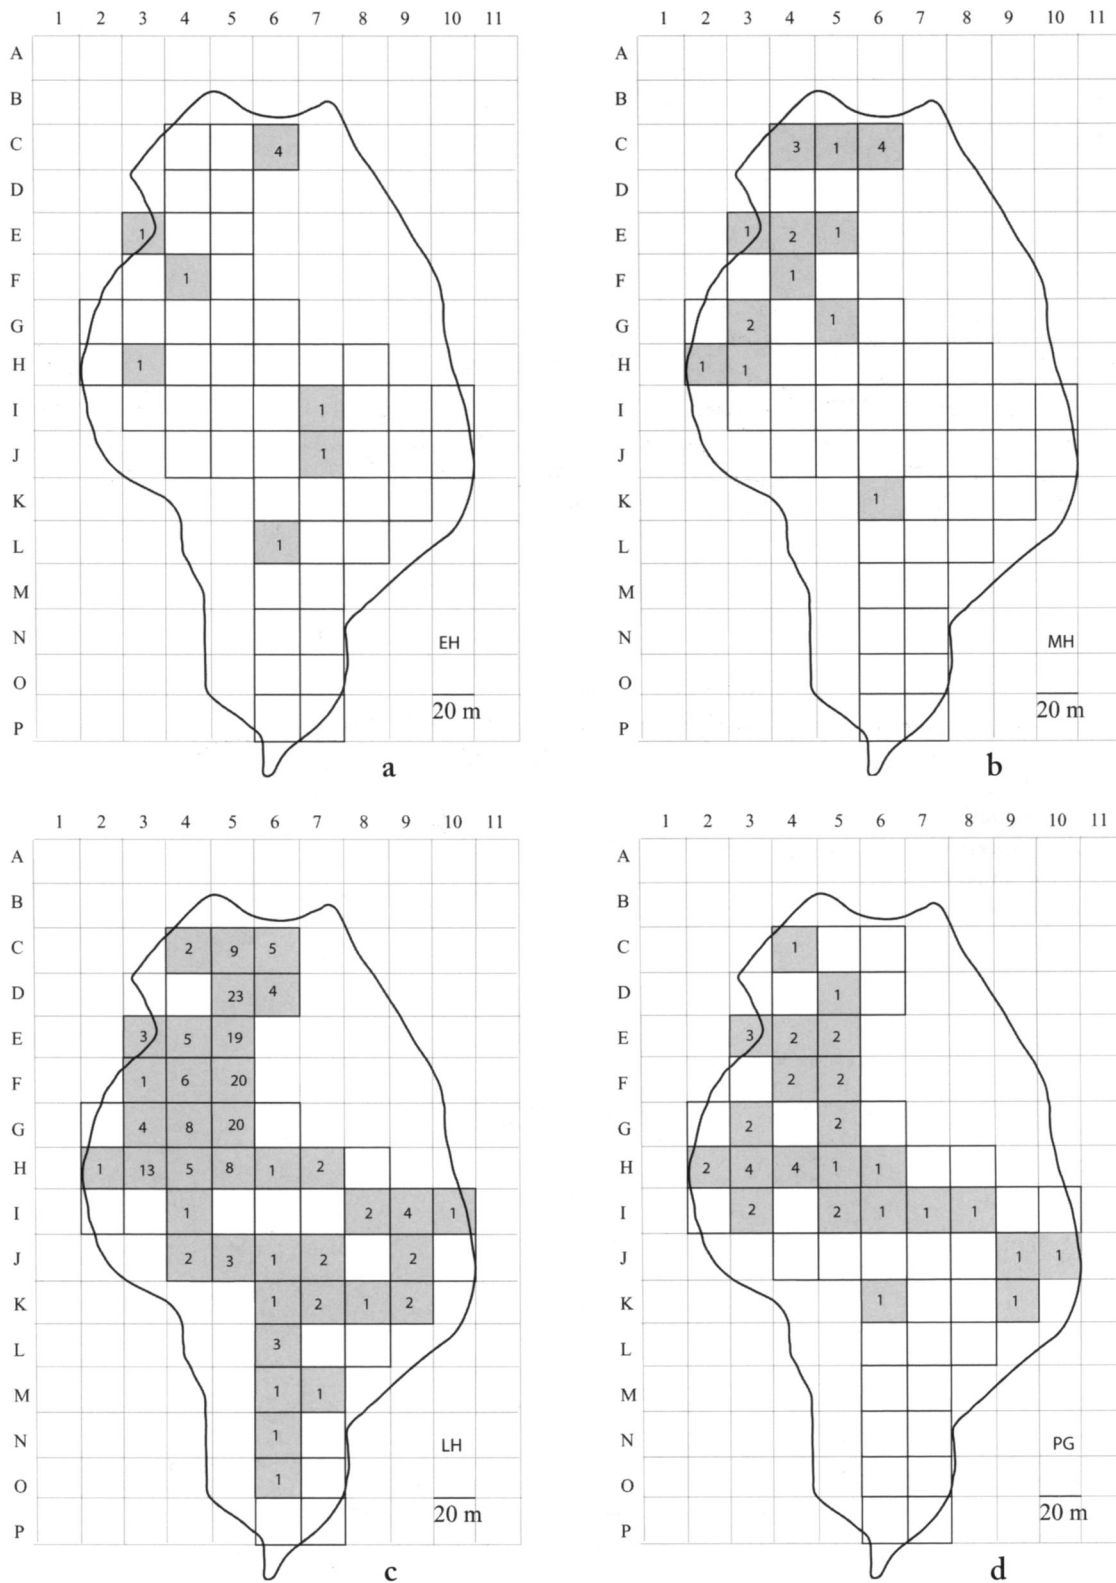 1 2 3 4 5 6 7 8 9 10 11
A
B
C 4
D
E 1
F 1
G
H 1
I 1
J 1
K
L 1
M
N EH
O
20 m
P
a
1 2 3 4 5 6 7 8 9 10 11
A
B
C 3 1 4
D
E 1 2 1
F 1
G 2 1
H 1 1
I
J
K 1
L
M
N MH
O
20 m
P
b
1 2 3 4 5 6 7 8 9 10 11
A
B
C 2 9 5
D 23 4
E 3 5 19
F 1 6 20
G 4 8 20
H 1 13 5 8 1 2
I 1 2 4 1
J 2 3 1 2 2
K 1 2 1 2
L 3
M 1 1
N 1 LH
O 1
20 m
P
c
1 2 3 4 5 6 7 8 9 10 11
A
B
C 1
D 1
E 3 2 2
F 2 2
G 2 2
H 2 4 4 1 1
I 2 2 1 1 1
J 1 1
K 1 1
L
M
N PG
O
20 m
P
d